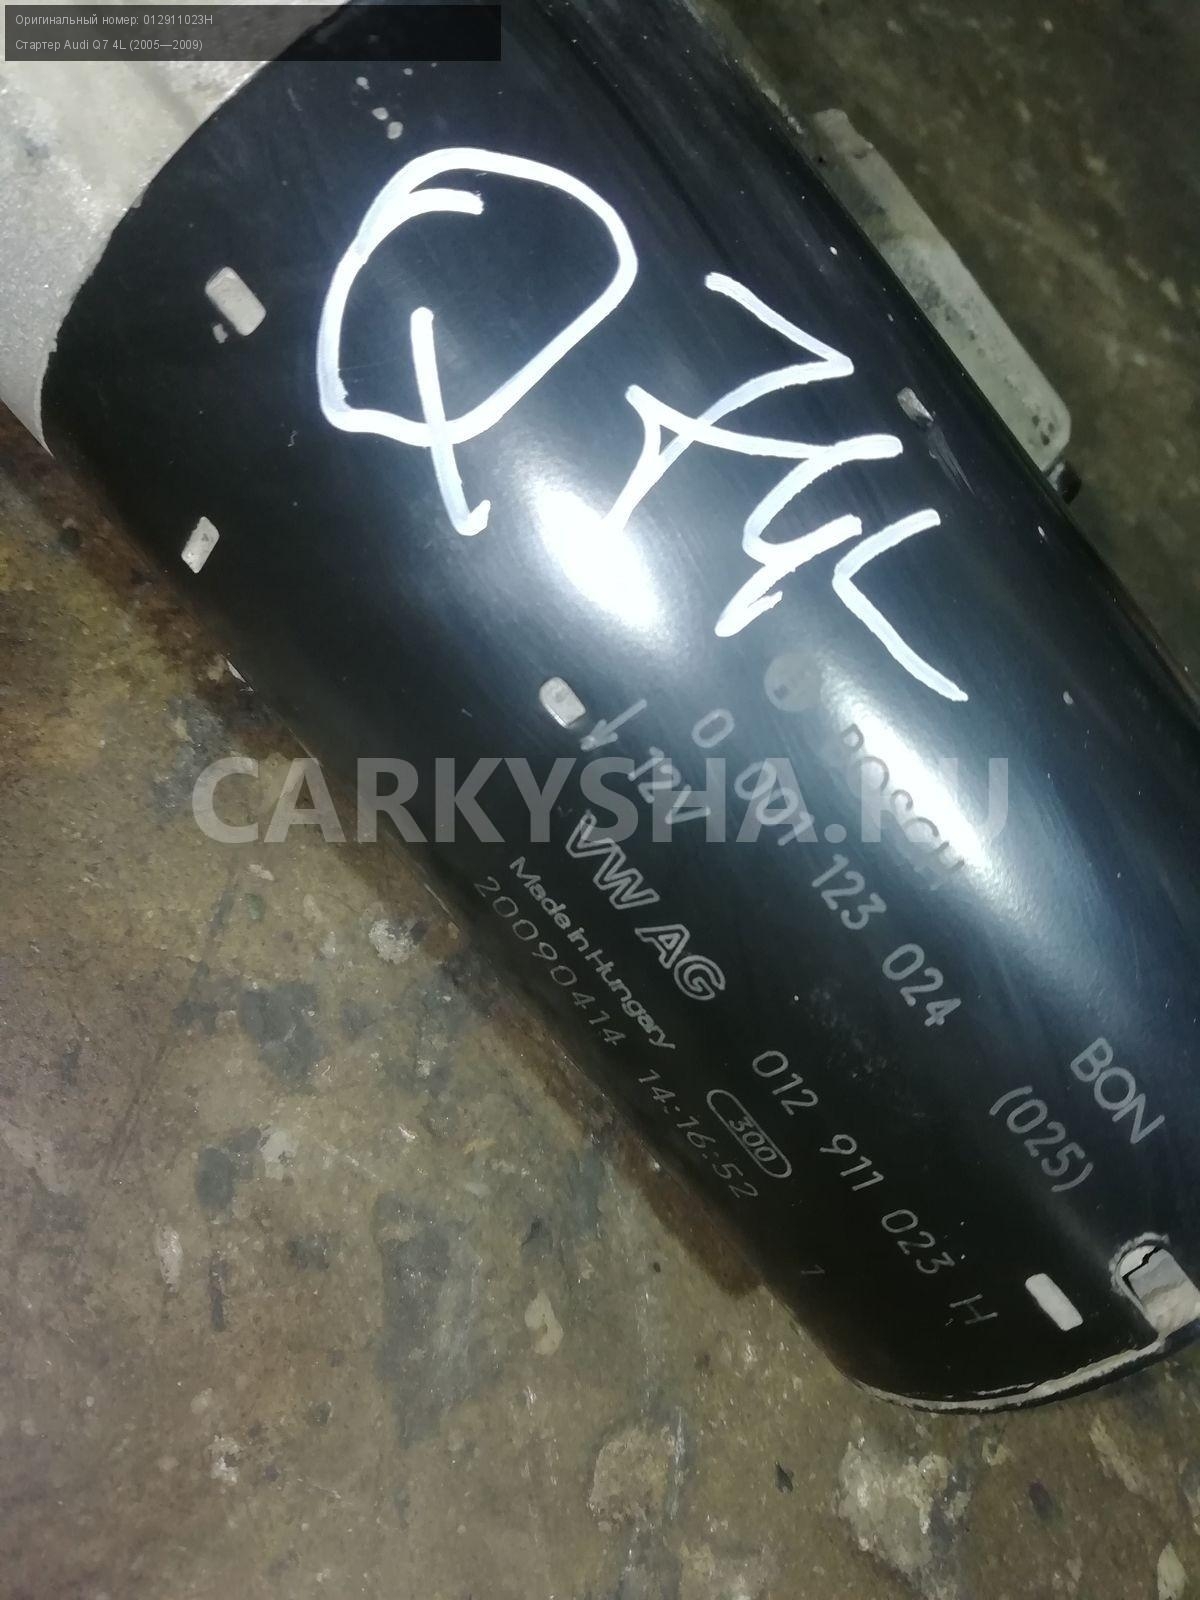 Оригинальный номер: 012911023H
Стартер Audi Q7 4L (2005—2009)
Q7 4L
BOSCH
BON
0 001 123 024 (025)
12V
VW AG 012 911 023 H
Made in Hungary 300
20090414 14:16:52 1
CARKYSHA.RU